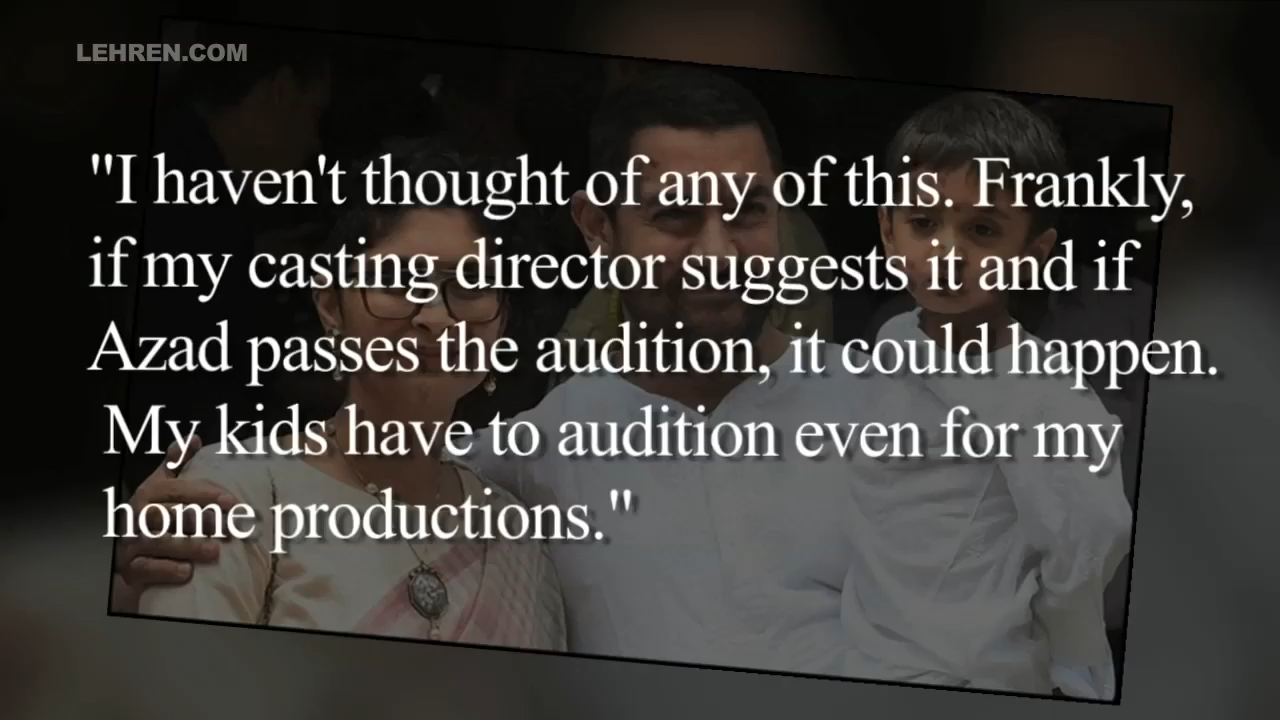 LEHREN.COM
"I haven't thought of any of this. Frankly,
if my casting director suggests it and if
Azad passes the audition, it could happen.
My kids have to audition even for my
home productions."